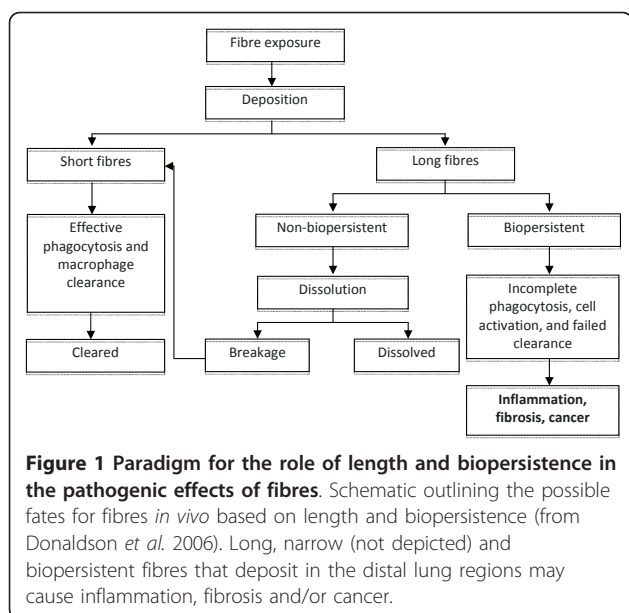 Fibre exposure
Deposition
Short fibres
Long fibres
Effective
phagocytosis and
macrophage
clearance
Non-biopersistent
Biopersistent
Dissolution
Incomplete
phagocytosis, cell
activation, and failed
clearance
Cleared
Breakage
Dissolved
Inflammation,
fibrosis, cancer
Figure 1 Paradigm for the role of length and biopersistence in
the pathogenic effects of fibres. Schematic outlining the possible
fates for fibres in vivo based on length and biopersistence (from
Donaldson et al. 2006). Long, narrow (not depicted) and
biopersistent fibres that deposit in the distal lung regions may
cause inflammation, fibrosis and/or cancer.